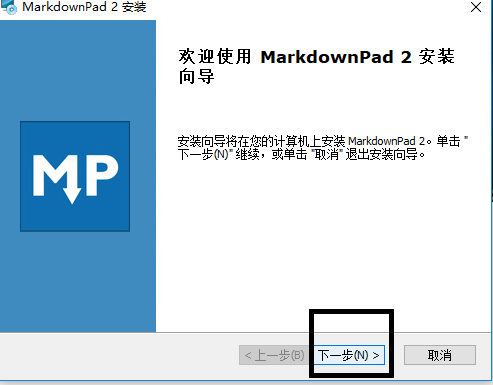 MarkdownPad 2 安装
欢迎使用 MarkdownPad 2 安装
向导
安装向导将在您的计算机上安装 MarkdownPad 2。单击 "
下一步(N)" 继续，或单击 "取消" 退出安装向导。
MP
< 上一步(B)
下一步(N) >
取消